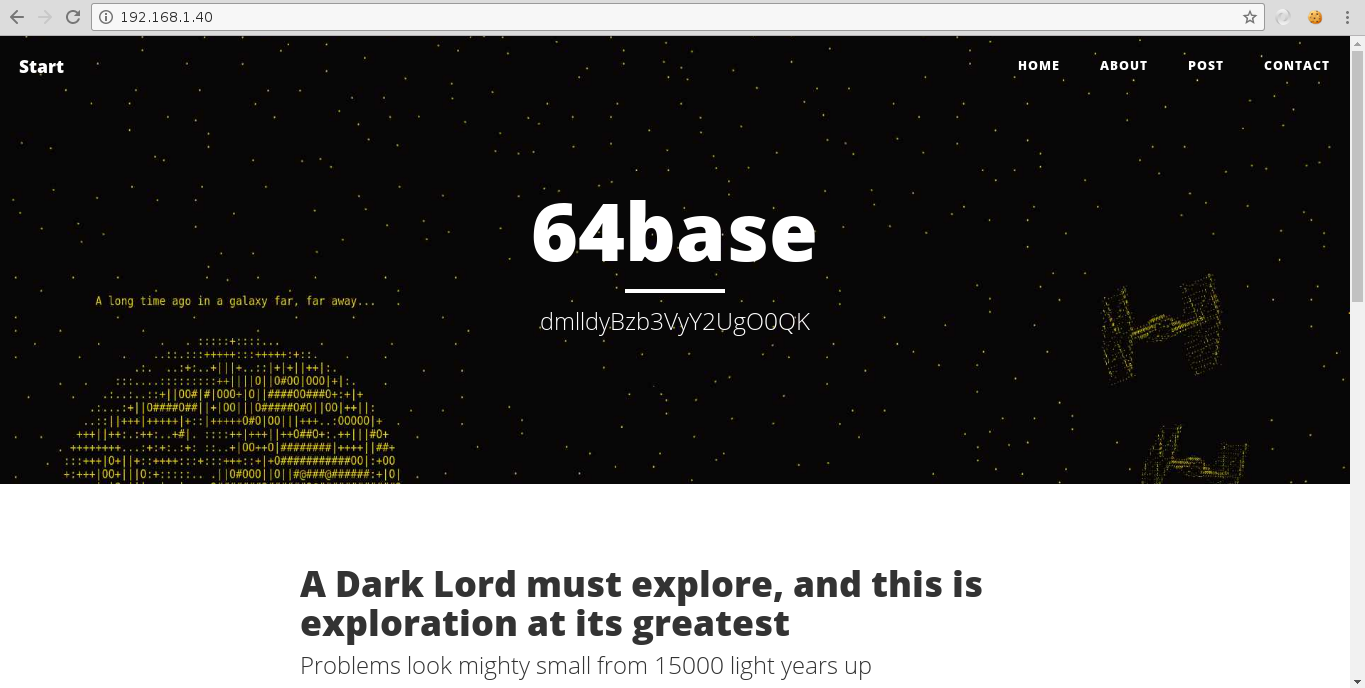 192.168.1.40
Start
HOME ABOUT POST CONTACT
64base
dmlldyBzb3VyY2UgO0QK
A long time ago in a galaxy far, far away...
A Dark Lord must explore, and this is
exploration at its greatest
Problems look mighty small from 15000 light years up